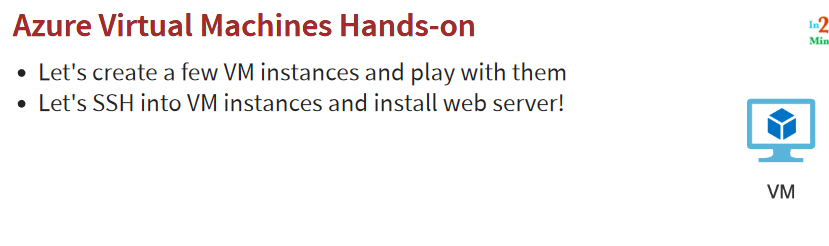 Azure Virtual Machines Hands-on
In 2
Min
• Let's create a few VM instances and play with them
• Let's SSH into VM instances and install web server!
VM